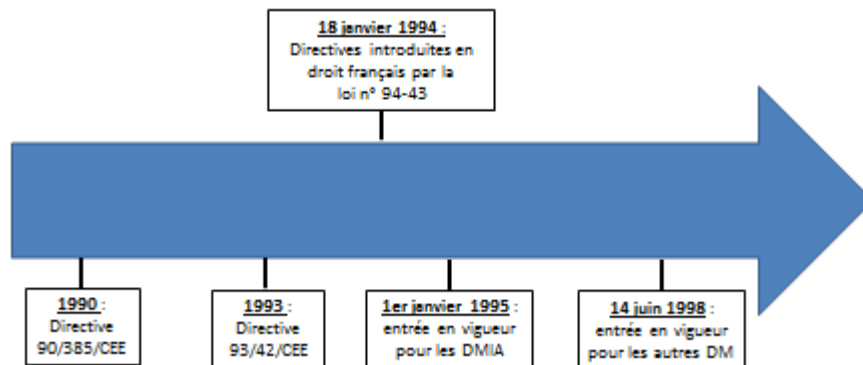 18 janvier 1994 :
Directives introduites en
droit français par la
loi n° 94-43
1990 :
Directive
90/385/CEE
1993 :
Directive
93/42/CEE
1er janvier 1995 :
entrée en vigueur
pour les DMIA
14 juin 1998 :
entrée en vigueur
pour les autres DM